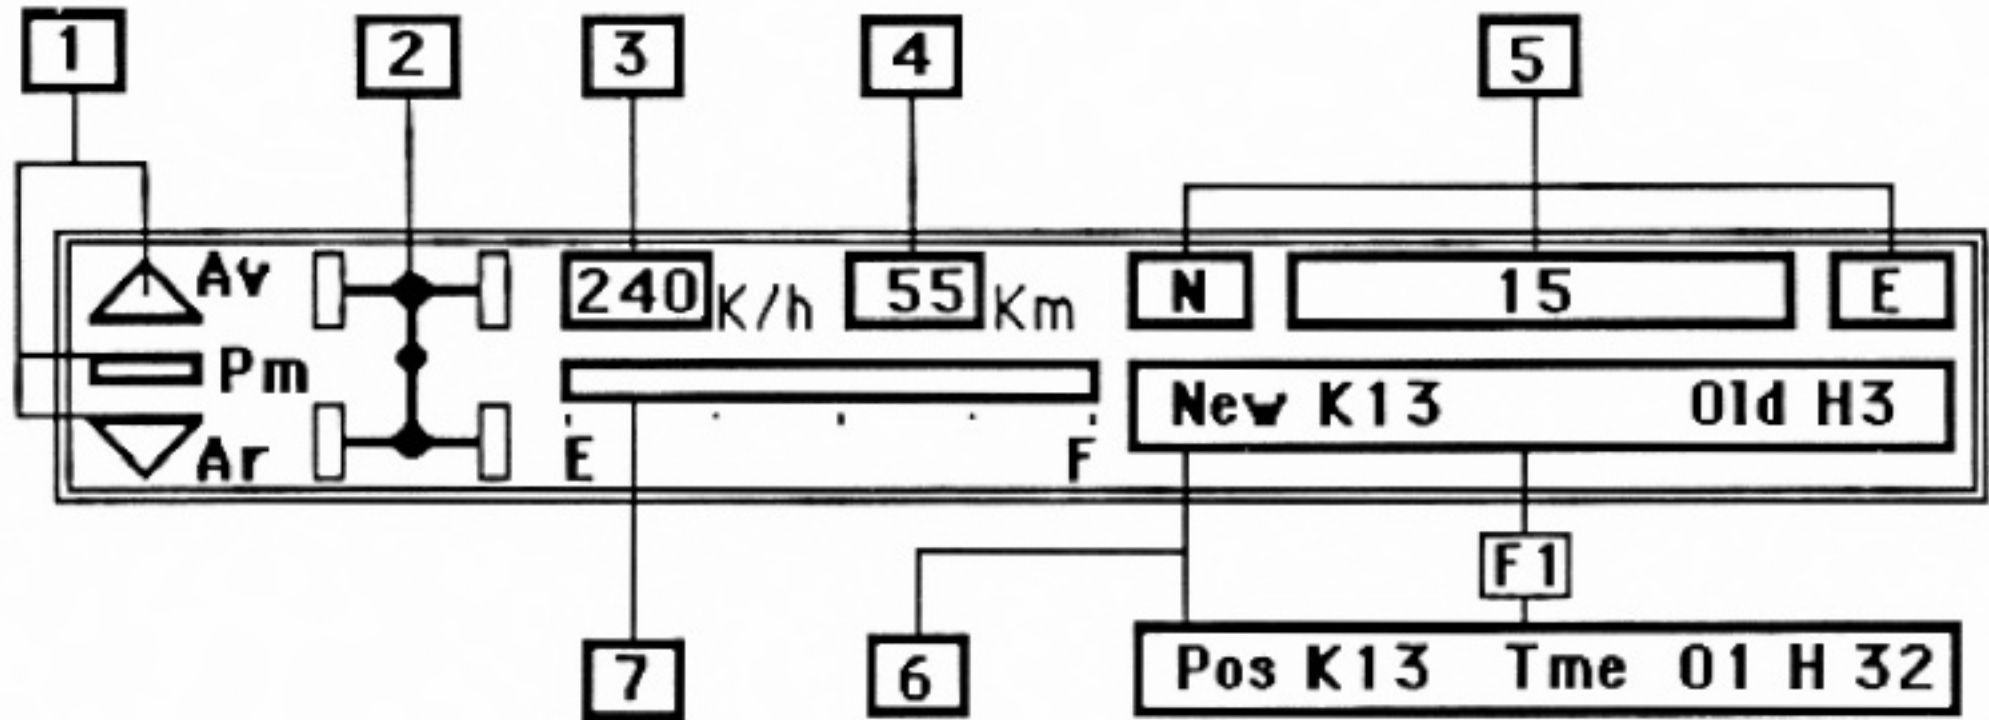 1 2 3 4 5
Av 240 K/h 55 Km N 15 E
Pm New K13 Old H3
Ar E F
F1
7 6 Pos K13 Tme 01 H 32